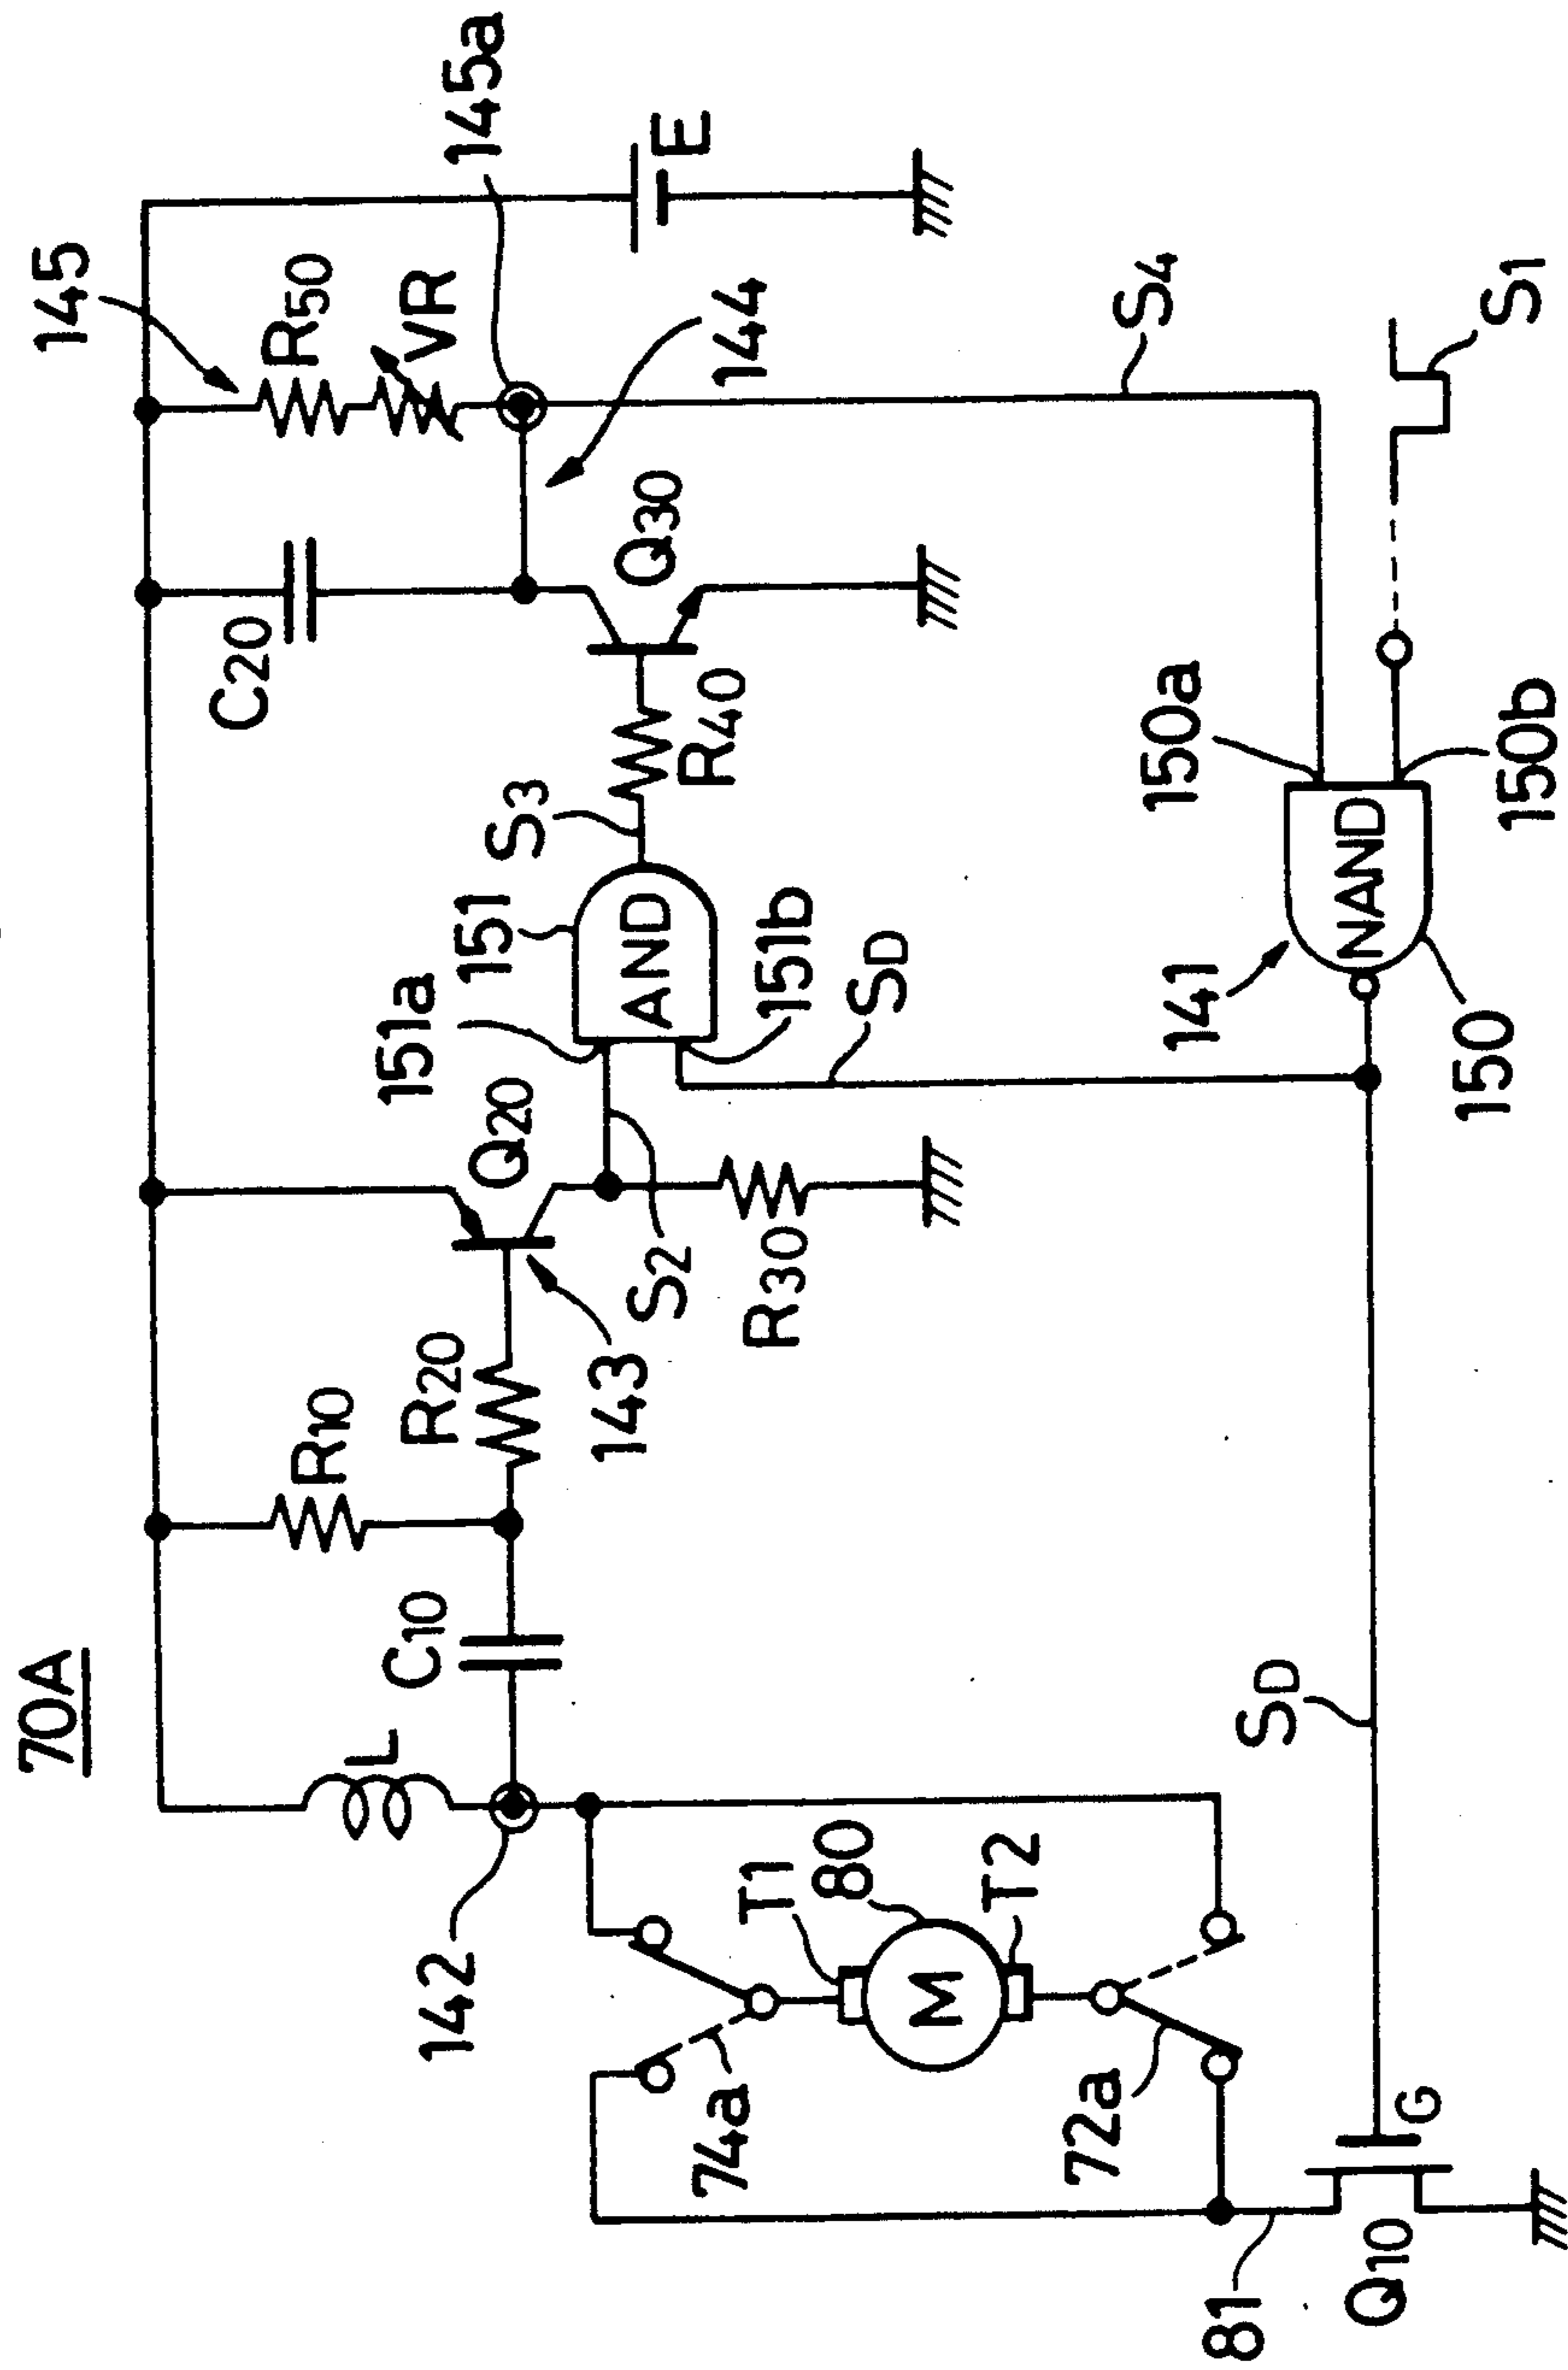 70A
145
R50
VR
145a
E
144
C20
Q30
R40
S3
151
151a
AND
151b
SD
Q20
S2
R30
143
R20
R10
C10
L
142
T1
80
M
T2
74a
72a
81
Q10
G
SD
141
150
NAND
150a
150b
S4
S1